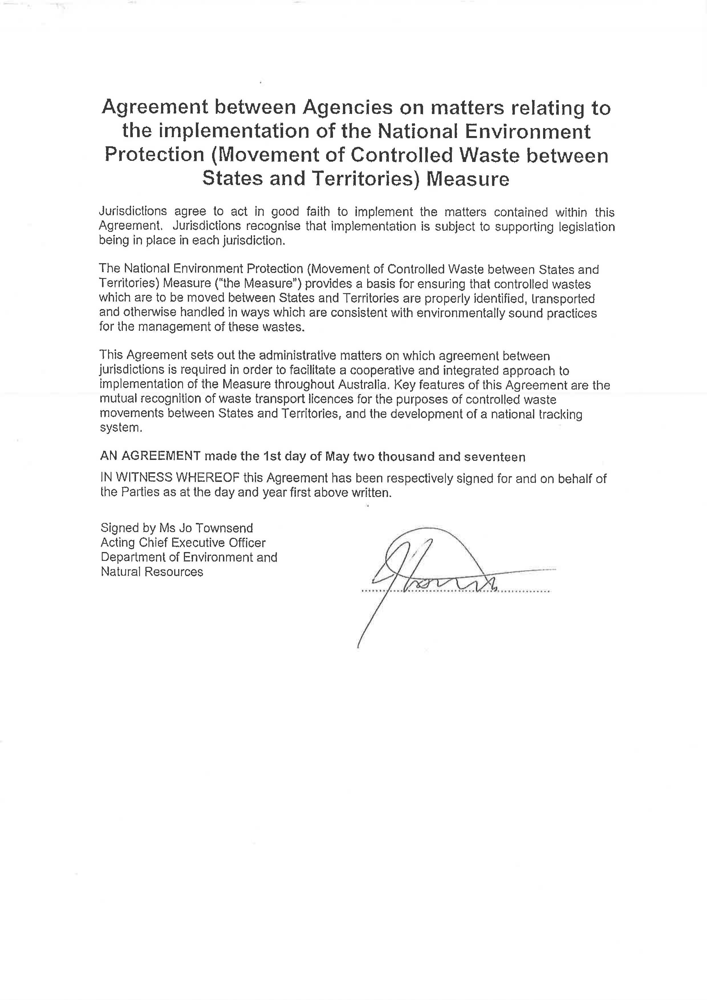 Agreement between Agencies on matters relating to
the implementation of the National Environment
Protection (Movement of Controlled Waste between
States and Territories) Measure
Jurisdictions agree to act in good faith to implement the matters contained within this
Agreement. Jurisdictions recognise that implementation is subject to supporting legislation
being in place in each jurisdiction.
The National Environment Protection (Movement of Controlled Waste between States and
Territories) Measure ("the Measure") provides a basis for ensuring that controlled wastes
which are to be moved between States and Territories are properly identified, transported
and otherwise handled in ways which are consistent with environmentally sound practices
for the management of these wastes.
This Agreement sets out the administrative matters on which agreement between
jurisdictions is required in order to facilitate a cooperative and integrated approach to
implementation of the Measure throughout Australia. Key features of this Agreement are the
mutual recognition of waste transport licences for the purposes of controlled waste
movements between States and Territories, and the development of a national tracking
system.
AN AGREEMENT made the 1st day of May two thousand and seventeen
IN WITNESS WHEREOF this Agreement has been respectively signed for and on behalf of
the Parties as at the day and year first above written.
Signed by Ms Jo Townsend
Acting Chief Executive Officer
Department of Environment and
Natural Resources